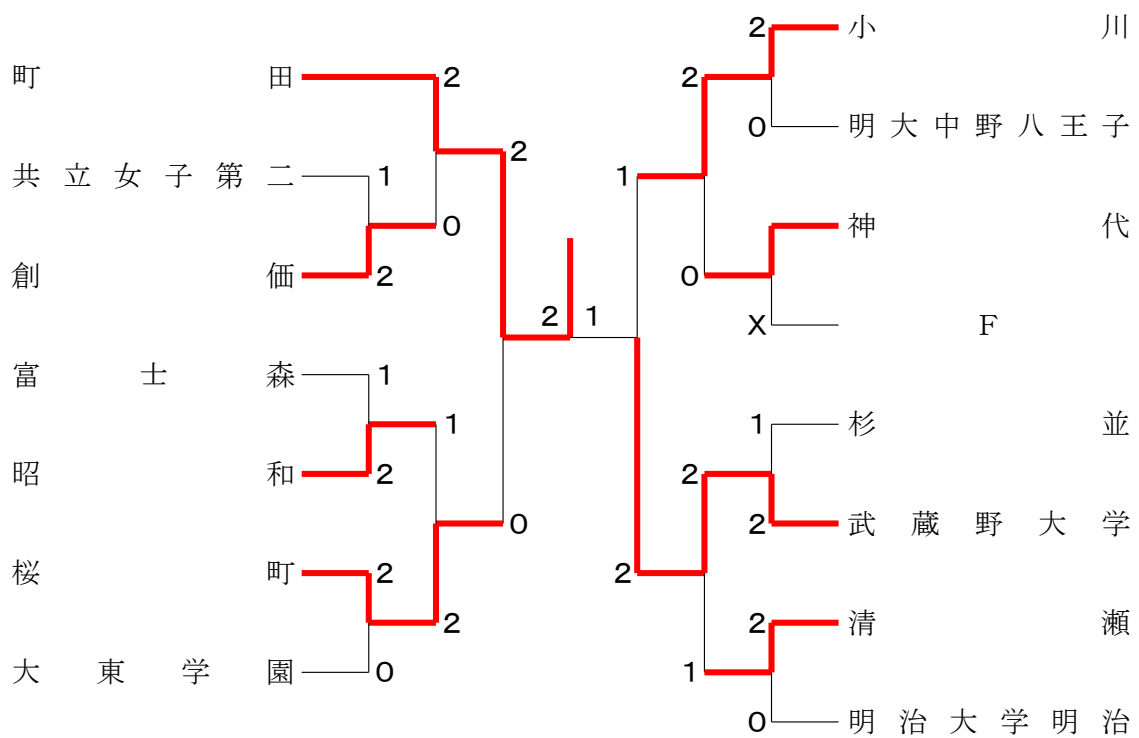 2 小川
町田 2 2
0 明大中野八王子
2
共立女子第二 1 1
0 神代
創価 2 0
2 1 X F
富士森 1
1 1 杉並
昭和 2 2
0 2 武蔵野大学
桜町 2 2
2 2 清瀬
大東学園 0 1
0 明治大学明治